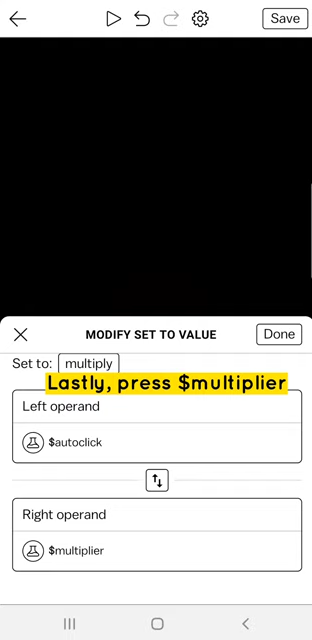 Save
MODIFY SET TO VALUE
Done
Set to: multiply
Lastly, press $multiplier
Left operand
$autoclick
Right operand
$multiplier